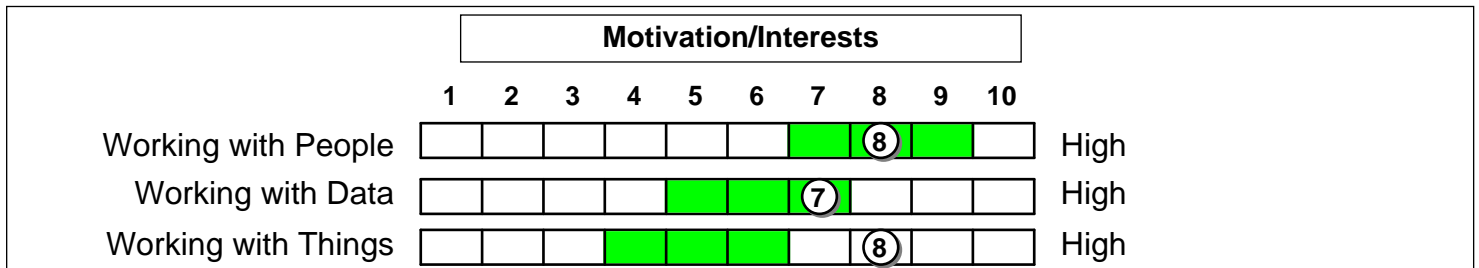 Motivation/Interests
1 2 3 4 5 6 7 8 9 10
Working with People 8 High
Working with Data 7 High
Working with Things 8 High